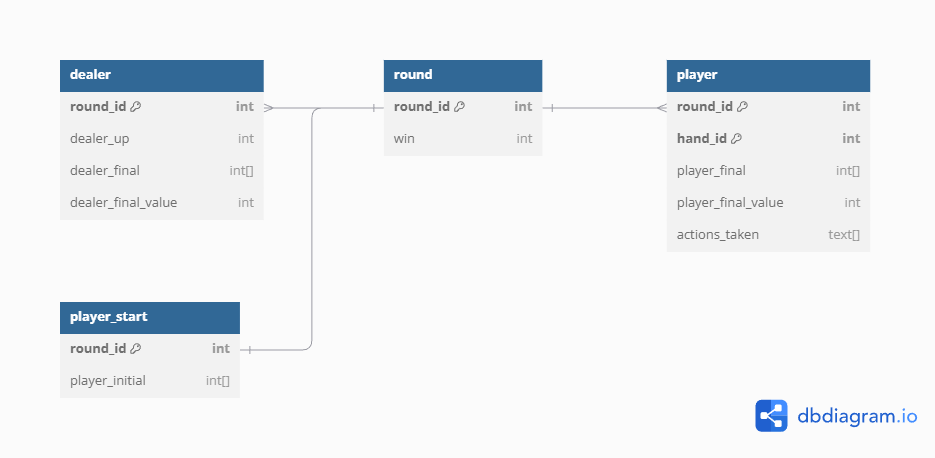 dealer
round_id int
dealer_up int
dealer_final int[]
dealer_final_value int
round
round_id int
win int
player
round_id int
hand_id int
player_final int[]
player_final_value int
actions_taken text[]
player_start
round_id int
player_initial int[]
dbdiagram.io